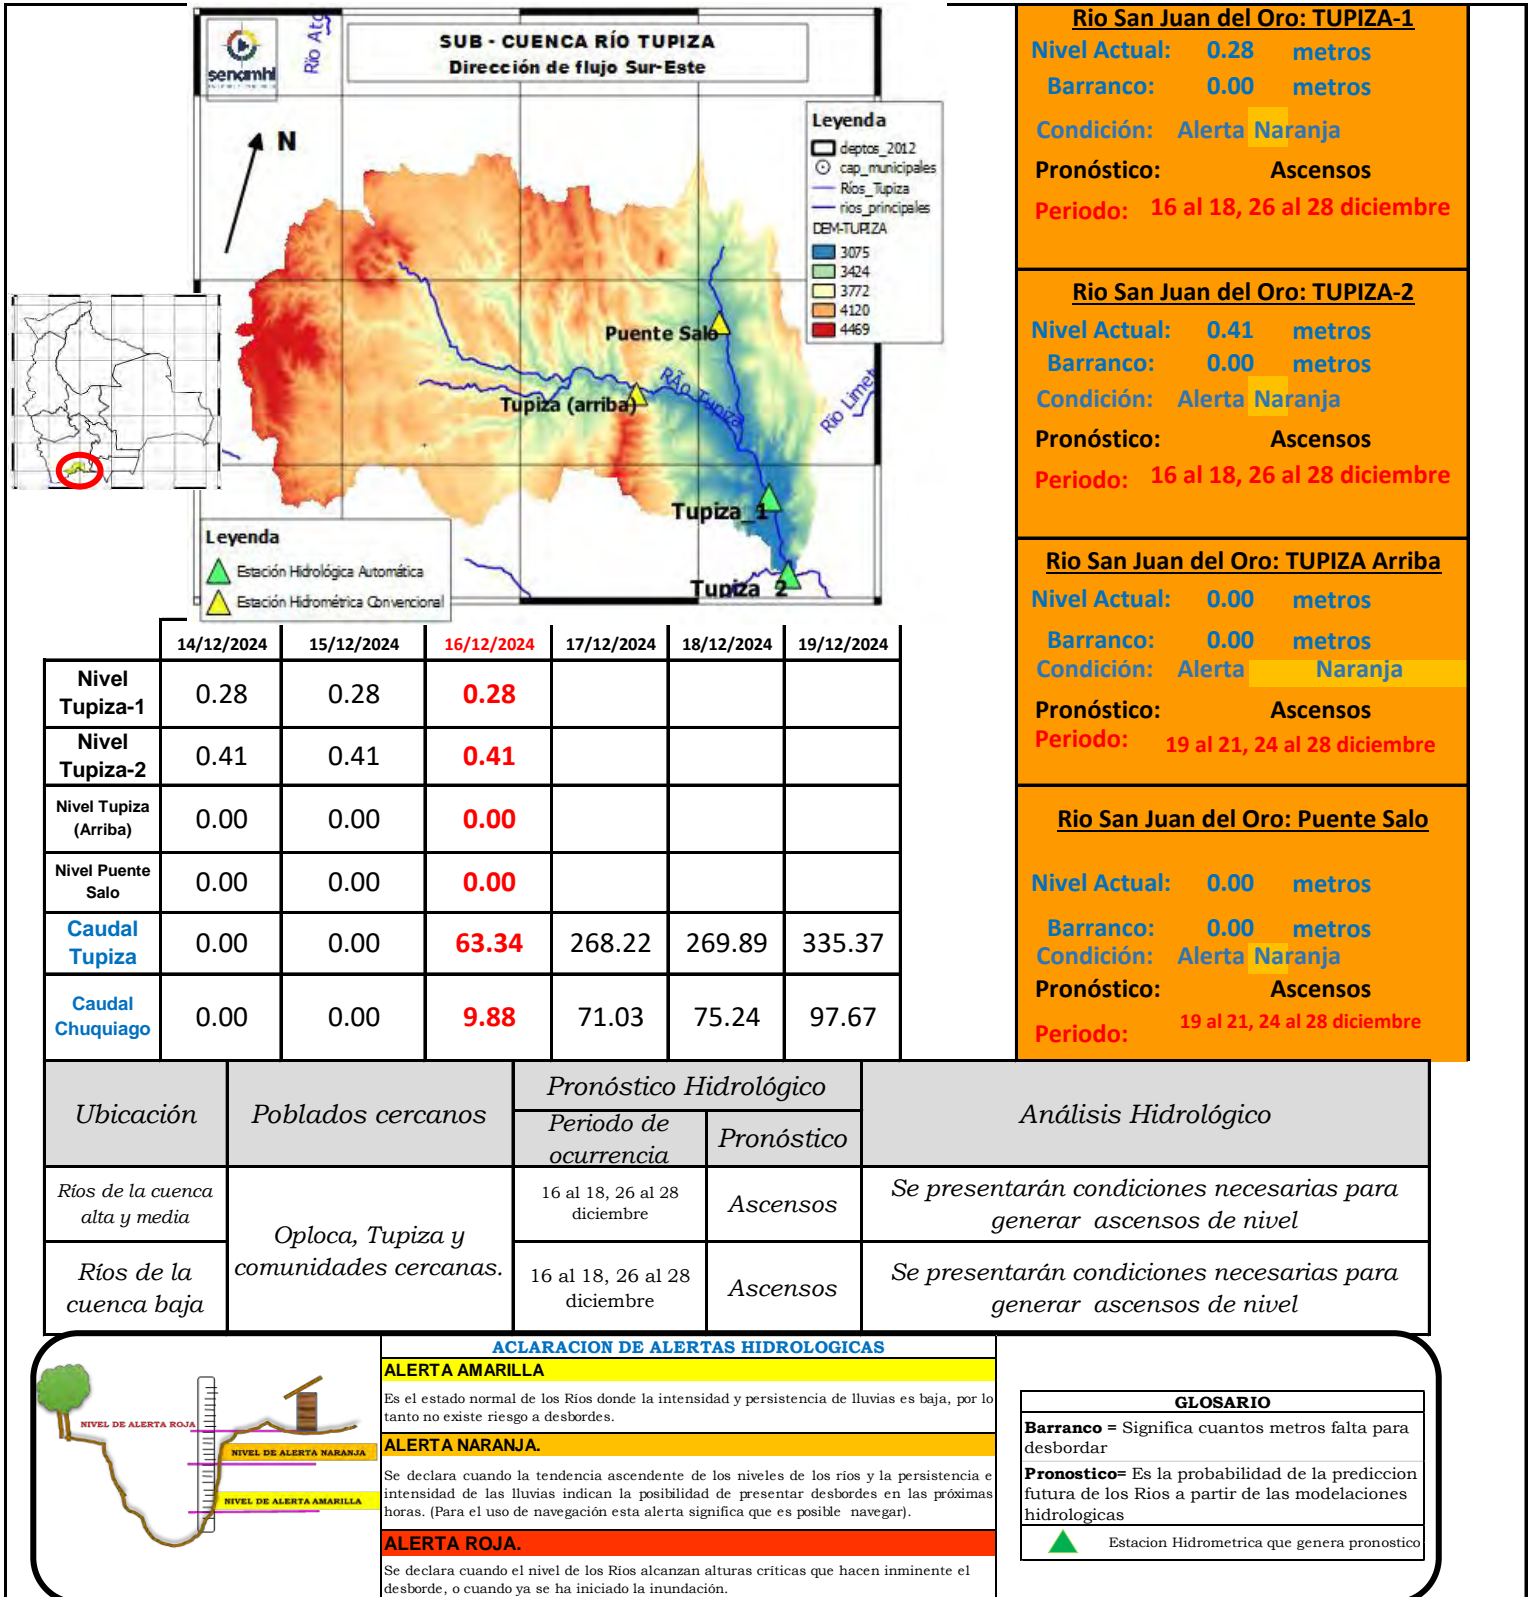 senamhi
Río Ato
SUB - CUENCA RÍO TUPIZA
Dirección de flujo Sur-Este
N
Leyenda
deptos_2012
cap_municipales
Ríos_Tupiza
rios_principales
DEM-TUPIZA
3075
3424
3772
4120
4469
Puente Salo
RÃo Tupiza
Tupiza (arriba)
Río Limet
Tupiza_1
Tupiza_2
Leyenda
Estación Hidrológica Automática
Estación Hidrométrica Convencional
Rio San Juan del Oro: TUPIZA-1
Nivel Actual: 0.28 metros
Barranco: 0.00 metros
Condición: Alerta Naranja
Pronóstico: Ascensos
Periodo: 16 al 18, 26 al 28 diciembre
Rio San Juan del Oro: TUPIZA-2
Nivel Actual: 0.41 metros
Barranco: 0.00 metros
Condición: Alerta Naranja
Pronóstico: Ascensos
Periodo: 16 al 18, 26 al 28 diciembre
Rio San Juan del Oro: TUPIZA Arriba
Nivel Actual: 0.00 metros
Barranco: 0.00 metros
Condición: Alerta Naranja
Pronóstico: Ascensos
Periodo: 19 al 21, 24 al 28 diciembre
Rio San Juan del Oro: Puente Salo
Nivel Actual: 0.00 metros
Barranco: 0.00 metros
Condición: Alerta Naranja
Pronóstico: Ascensos
Periodo: 19 al 21, 24 al 28 diciembre
14/12/2024 15/12/2024 16/12/2024 17/12/2024 18/12/2024 19/12/2024
Nivel
Tupiza-1
0.28 0.28 0.28
Nivel
Tupiza-2
0.41 0.41 0.41
Nivel Tupiza
(Arriba)
0.00 0.00 0.00
Nivel Puente
Salo
0.00 0.00 0.00
Caudal
Tupiza
0.00 0.00 63.34 268.22 269.89 335.37
Caudal
Chuquiago
0.00 0.00 9.88 71.03 75.24 97.67
Ubicación
Poblados cercanos
Pronóstico Hidrológico
Periodo de
ocurrencia
Pronóstico
Análisis Hidrológico
Ríos de la cuenca
alta y media
Oploca, Tupiza y
comunidades cercanas.
16 al 18, 26 al 28
diciembre
Ascensos
Se presentarán condiciones necesarias para
generar ascensos de nivel
Ríos de la
cuenca baja
16 al 18, 26 al 28
diciembre
Ascensos
Se presentarán condiciones necesarias para
generar ascensos de nivel
NIVEL DE ALERTA ROJA
NIVEL DE ALERTA NARANJA
NIVEL DE ALERTA AMARILLA
ACLARACION DE ALERTAS HIDROLOGICAS
ALERTA AMARILLA
Es el estado normal de los Ríos donde la intensidad y persistencia de lluvias es baja, por lo
tanto no existe riesgo a desbordes.
ALERTA NARANJA.
Se declara cuando la tendencia ascendente de los niveles de los ríos y la persistencia e
intensidad de las lluvias indican la posibilidad de presentar desbordes en las próximas
horas. (Para el uso de navegación esta alerta significa que es posible navegar).
ALERTA ROJA.
Se declara cuando el nivel de los Ríos alcanzan alturas críticas que hacen inminente el
desborde, o cuando ya se ha iniciado la inundación.
GLOSARIO
Barranco = Significa cuantos metros falta para
desbordar
Pronostico= Es la probabilidad de la prediccion
futura de los Rios a partir de las modelaciones
hidrologicas
Estacion Hidrometrica que genera pronostico